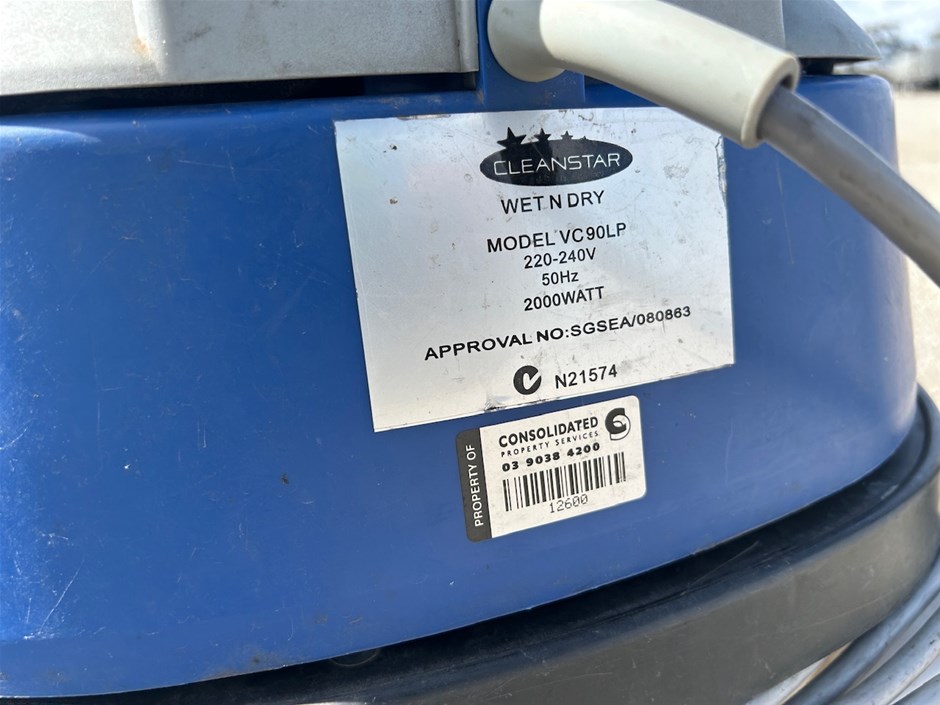 CLEANSTAR
WET N DRY
MODEL VC90LP
220-240V
50Hz
2000WATT
APPROVAL NO:SGSEA/080863
N21574
PROPERTY OF
CONSOLIDATED
PROPERTY SERVICES
03 9038 4200
12600